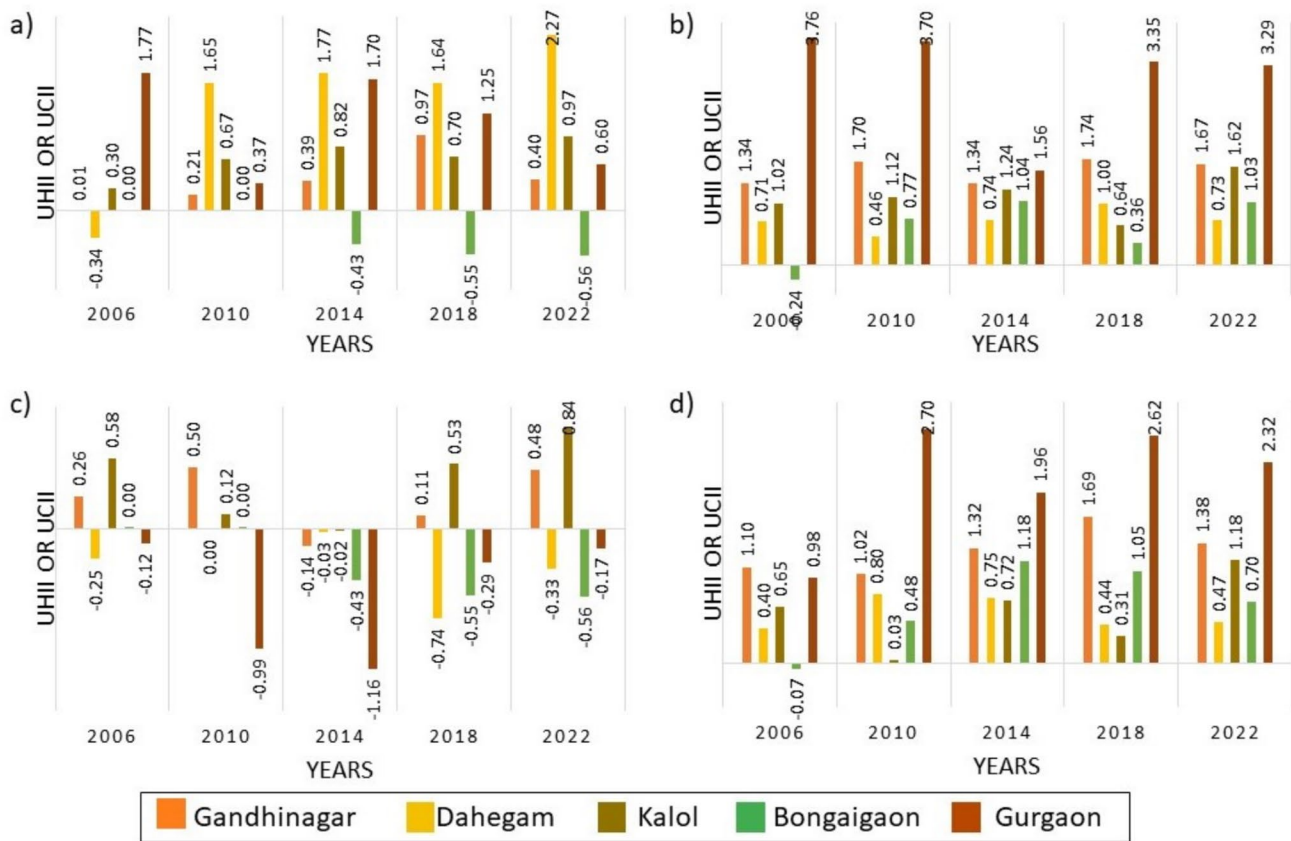 a)
UHII OR UCII
0.01 -0.34 0.30 0.00 1.77
0.21 1.65 0.67 0.00 0.37
0.39 1.77 0.82 -0.43 1.70
0.97 1.64 0.70 -0.55 1.25
0.40 2.27 0.97 -0.56 0.60
2006 2010 2014 2018 2022
YEARS
b)
UHII OR UCII
1.34 0.71 1.02 -0.24 3.76
1.70 0.46 1.12 0.77 3.70
1.34 0.74 1.24 1.04 1.56
1.74 1.00 0.64 0.36 3.35
1.67 0.73 1.62 1.03 3.29
2006 2010 2014 2018 2022
YEARS
c)
UHII OR UCII
0.26 -0.25 0.58 0.00 -0.12
0.50 0.00 0.12 0.00 -0.99
-0.14 -0.03 -0.02 -0.43 -1.16
0.11 -0.74 0.53 -0.55 -0.29
0.48 -0.33 0.84 -0.56 -0.17
2006 2010 2014 2018 2022
YEARS
d)
UHII OR UCII
1.10 0.40 0.65 -0.07 0.98
1.02 0.80 0.03 0.48 2.70
1.32 0.75 0.72 1.18 1.96
1.69 0.44 0.31 1.05 2.62
1.38 0.47 1.18 0.70 2.32
2006 2010 2014 2018 2022
YEARS
Gandhinagar Dahegam Kalol Bongaigaon Gurgaon